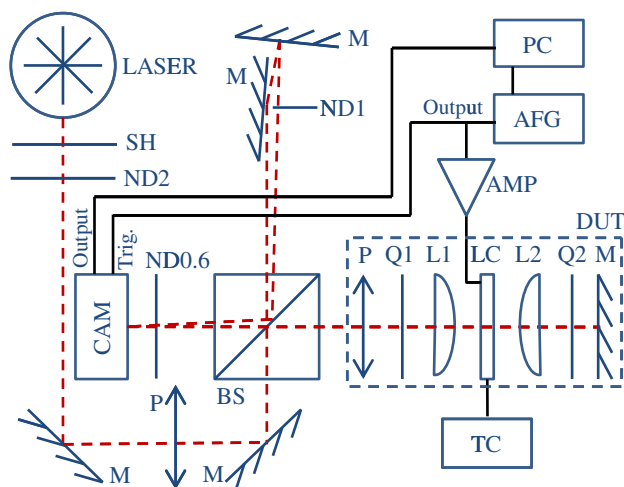 M
PC
LASER
M
ND1
Output
AFG
SH
ND2
AMP
DUT
Output
Trig.
ND0.6
P Q1 L1 LC L2 Q2 M
CAM
BS
P
M
M
TC